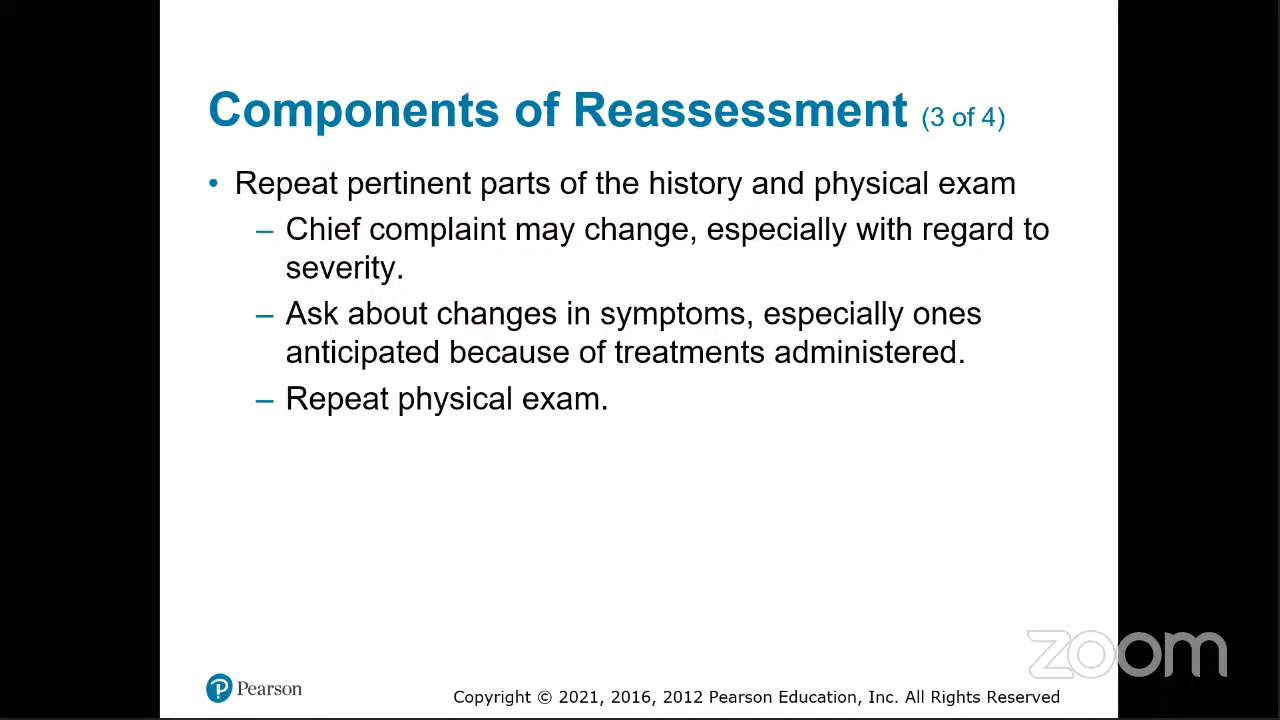 Components of Reassessment (3 of 4)
• Repeat pertinent parts of the history and physical exam
– Chief complaint may change, especially with regard to
severity.
– Ask about changes in symptoms, especially ones
anticipated because of treatments administered.
– Repeat physical exam.
zoom
P Pearson
Copyright © 2021, 2016, 2012 Pearson Education, Inc. All Rights Reserved